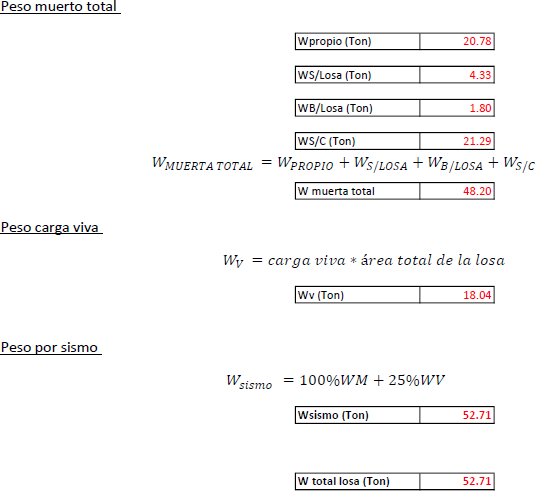 Peso muerto total
Wpropio (Ton) 20.78
WS/Losa (Ton) 4.33
WB/Losa (Ton) 1.80
WS/C (Ton) 21.29
W_{MUERTA TOTAL} = W_{PROPIO} + W_{S/LOSA} + W_{B/LOSA} + W_{S/C}
W muerta total 48.20
Peso carga viva
W_V = carga viva * área total de la losa
Wv (Ton) 18.04
Peso por sismo
W_{sismo} = 100%WM + 25%WV
Wsismo (Ton) 52.71
W total losa (Ton) 52.71